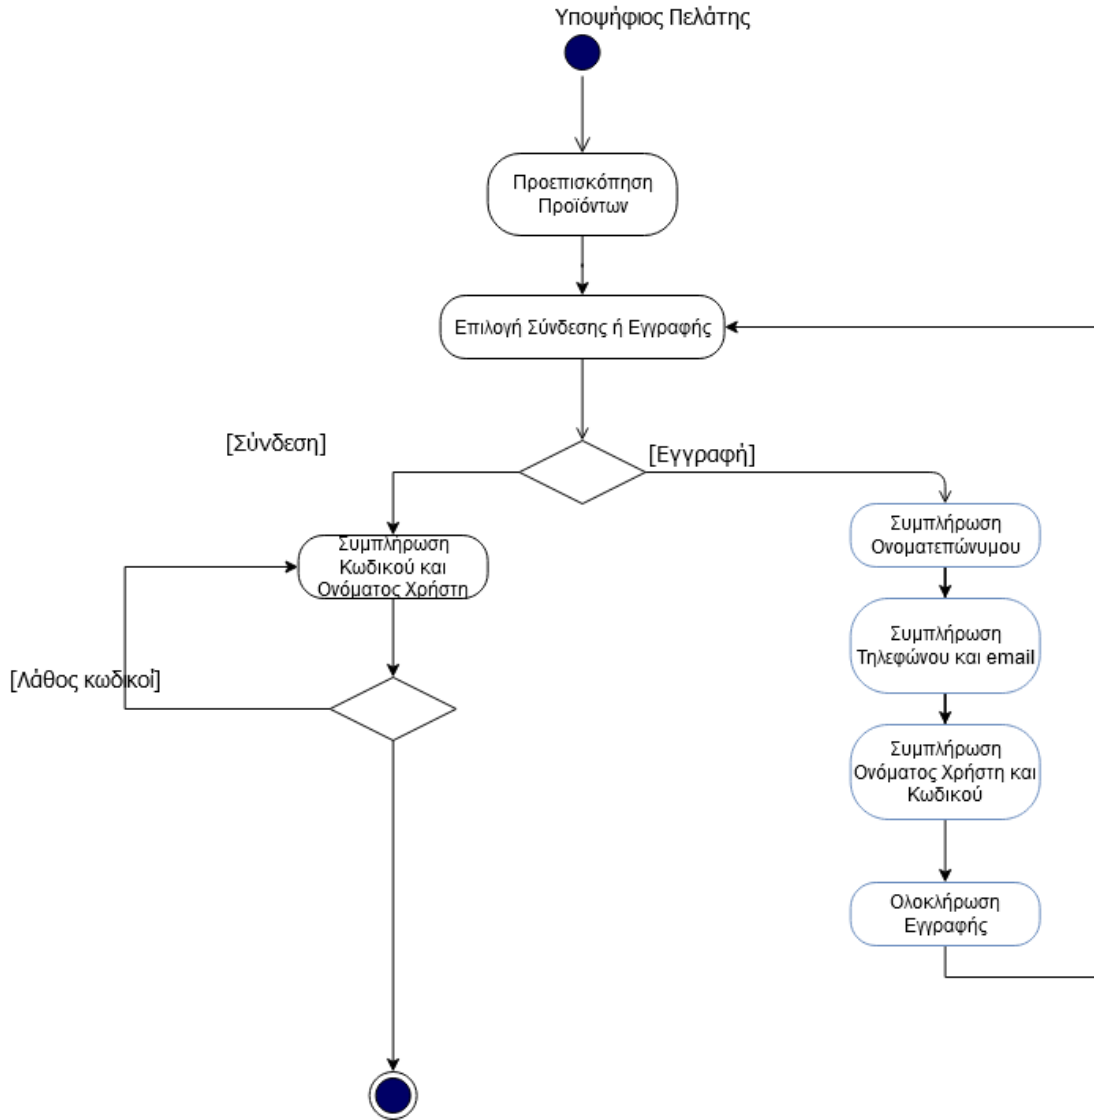 Υποψήφιος Πελάτης
Προεπισκόπηση
Προϊόντων
Επιλογή Σύνδεσης ή Εγγραφής
[Σύνδεση]
[Εγγραφή]
Συμπλήρωση
Κωδικού και
Ονόματος Χρήστη
[Λάθος κωδικοί]
Συμπλήρωση
Ονοματεπώνυμου
Συμπλήρωση
Τηλεφώνου και email
Συμπλήρωση
Ονόματος Χρήστη και
Κωδικού
Ολοκλήρωση
Εγγραφής